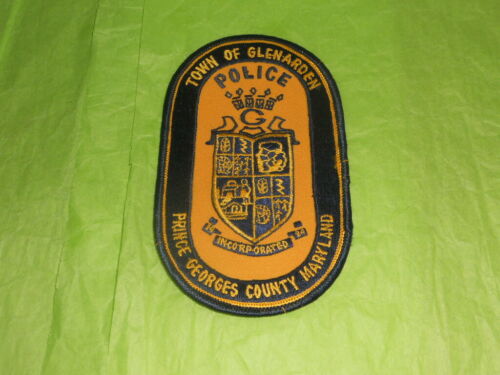 TOWN OF GLENARDEN
POLICE
G
INCORPORATED
PRINCE GEORGES COUNTY MARYLAND